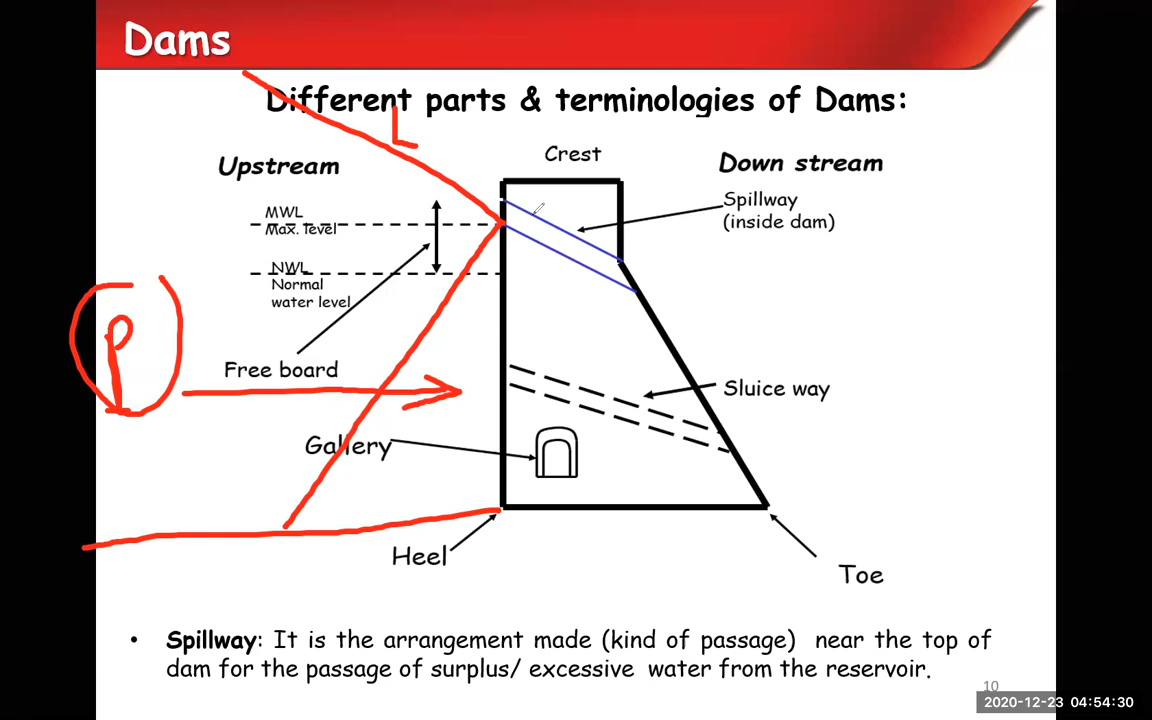 Dams
Different parts & terminologies of Dams:
L
Crest
Upstream
Down stream
Spillway
(inside dam)
MWL
Max. level
NWL
Normal
water level
P
Free board
Sluice way
Gallery
Heel
Toe
• Spillway: It is the arrangement made (kind of passage) near the top of
dam for the passage of surplus/ excessive water from the reservoir.
10
2020-12-23 04:54:30